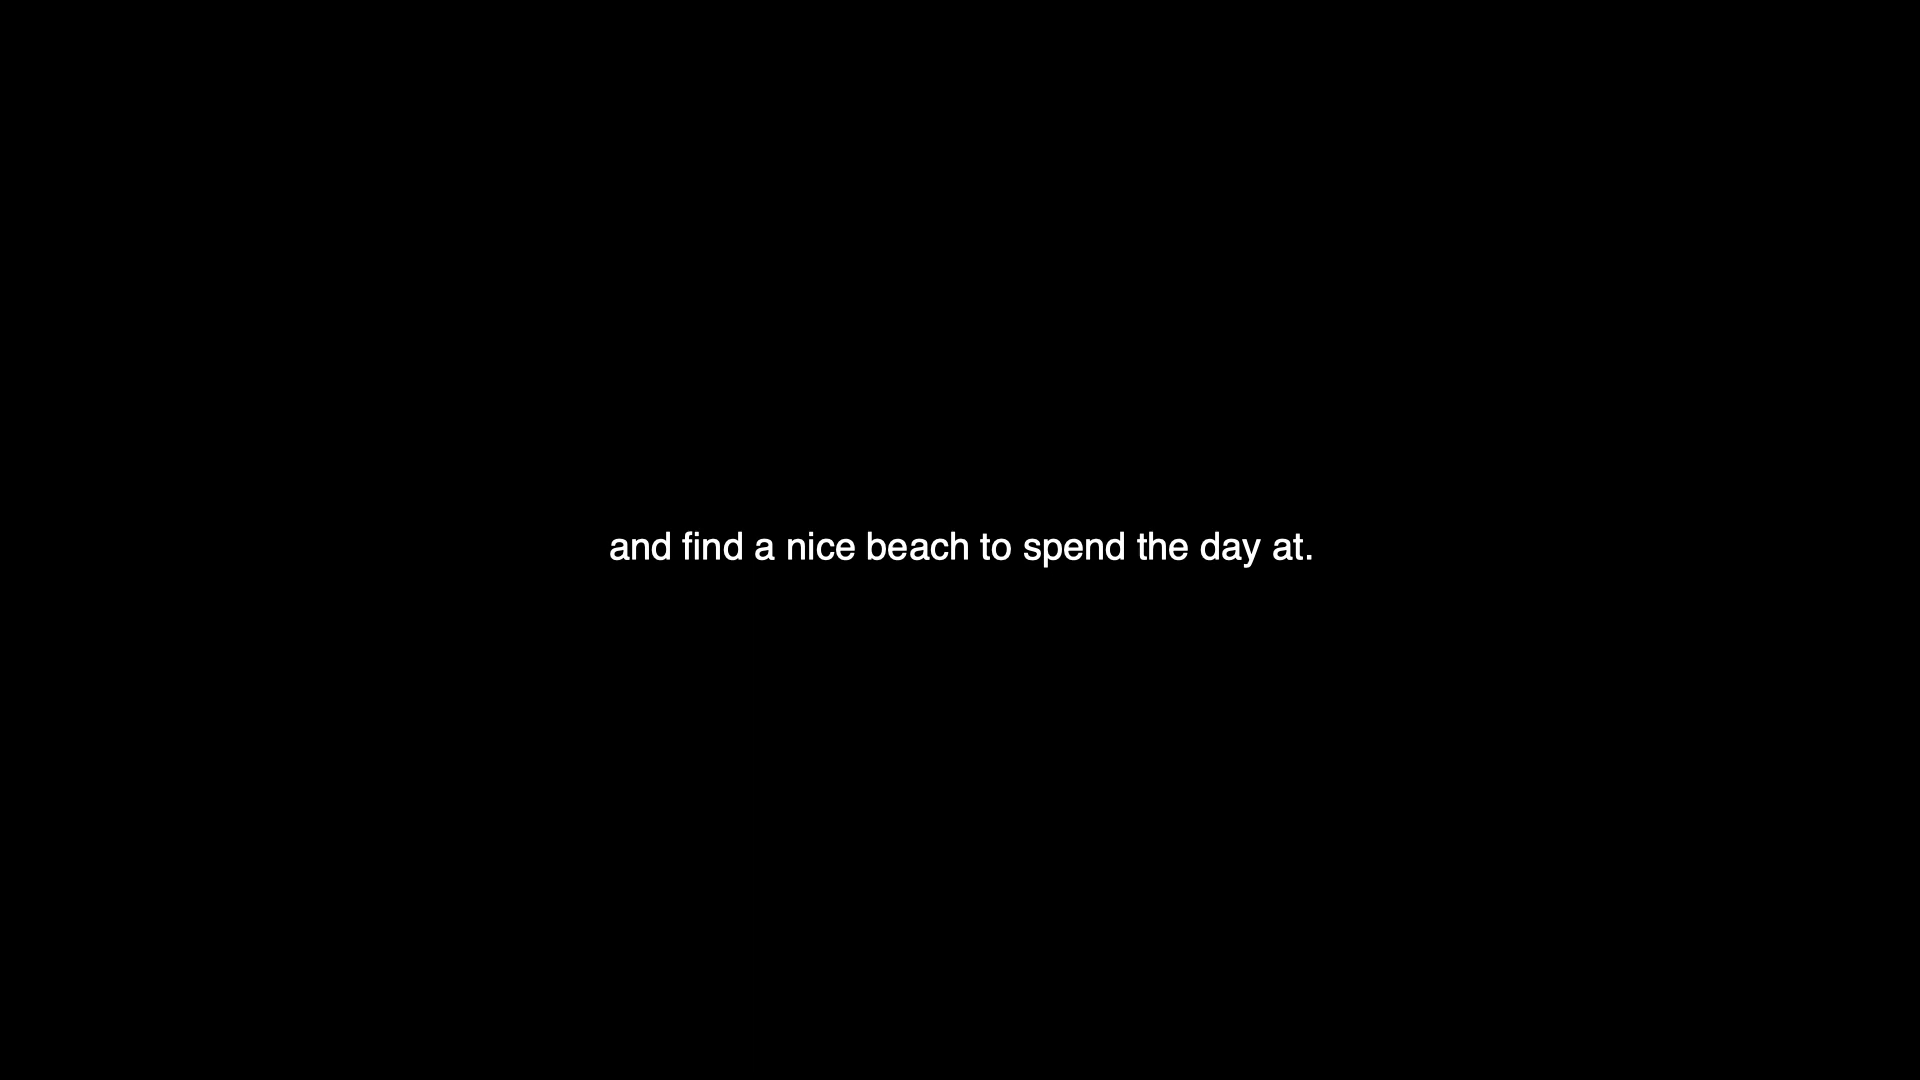 and find a nice beach to spend the day at.